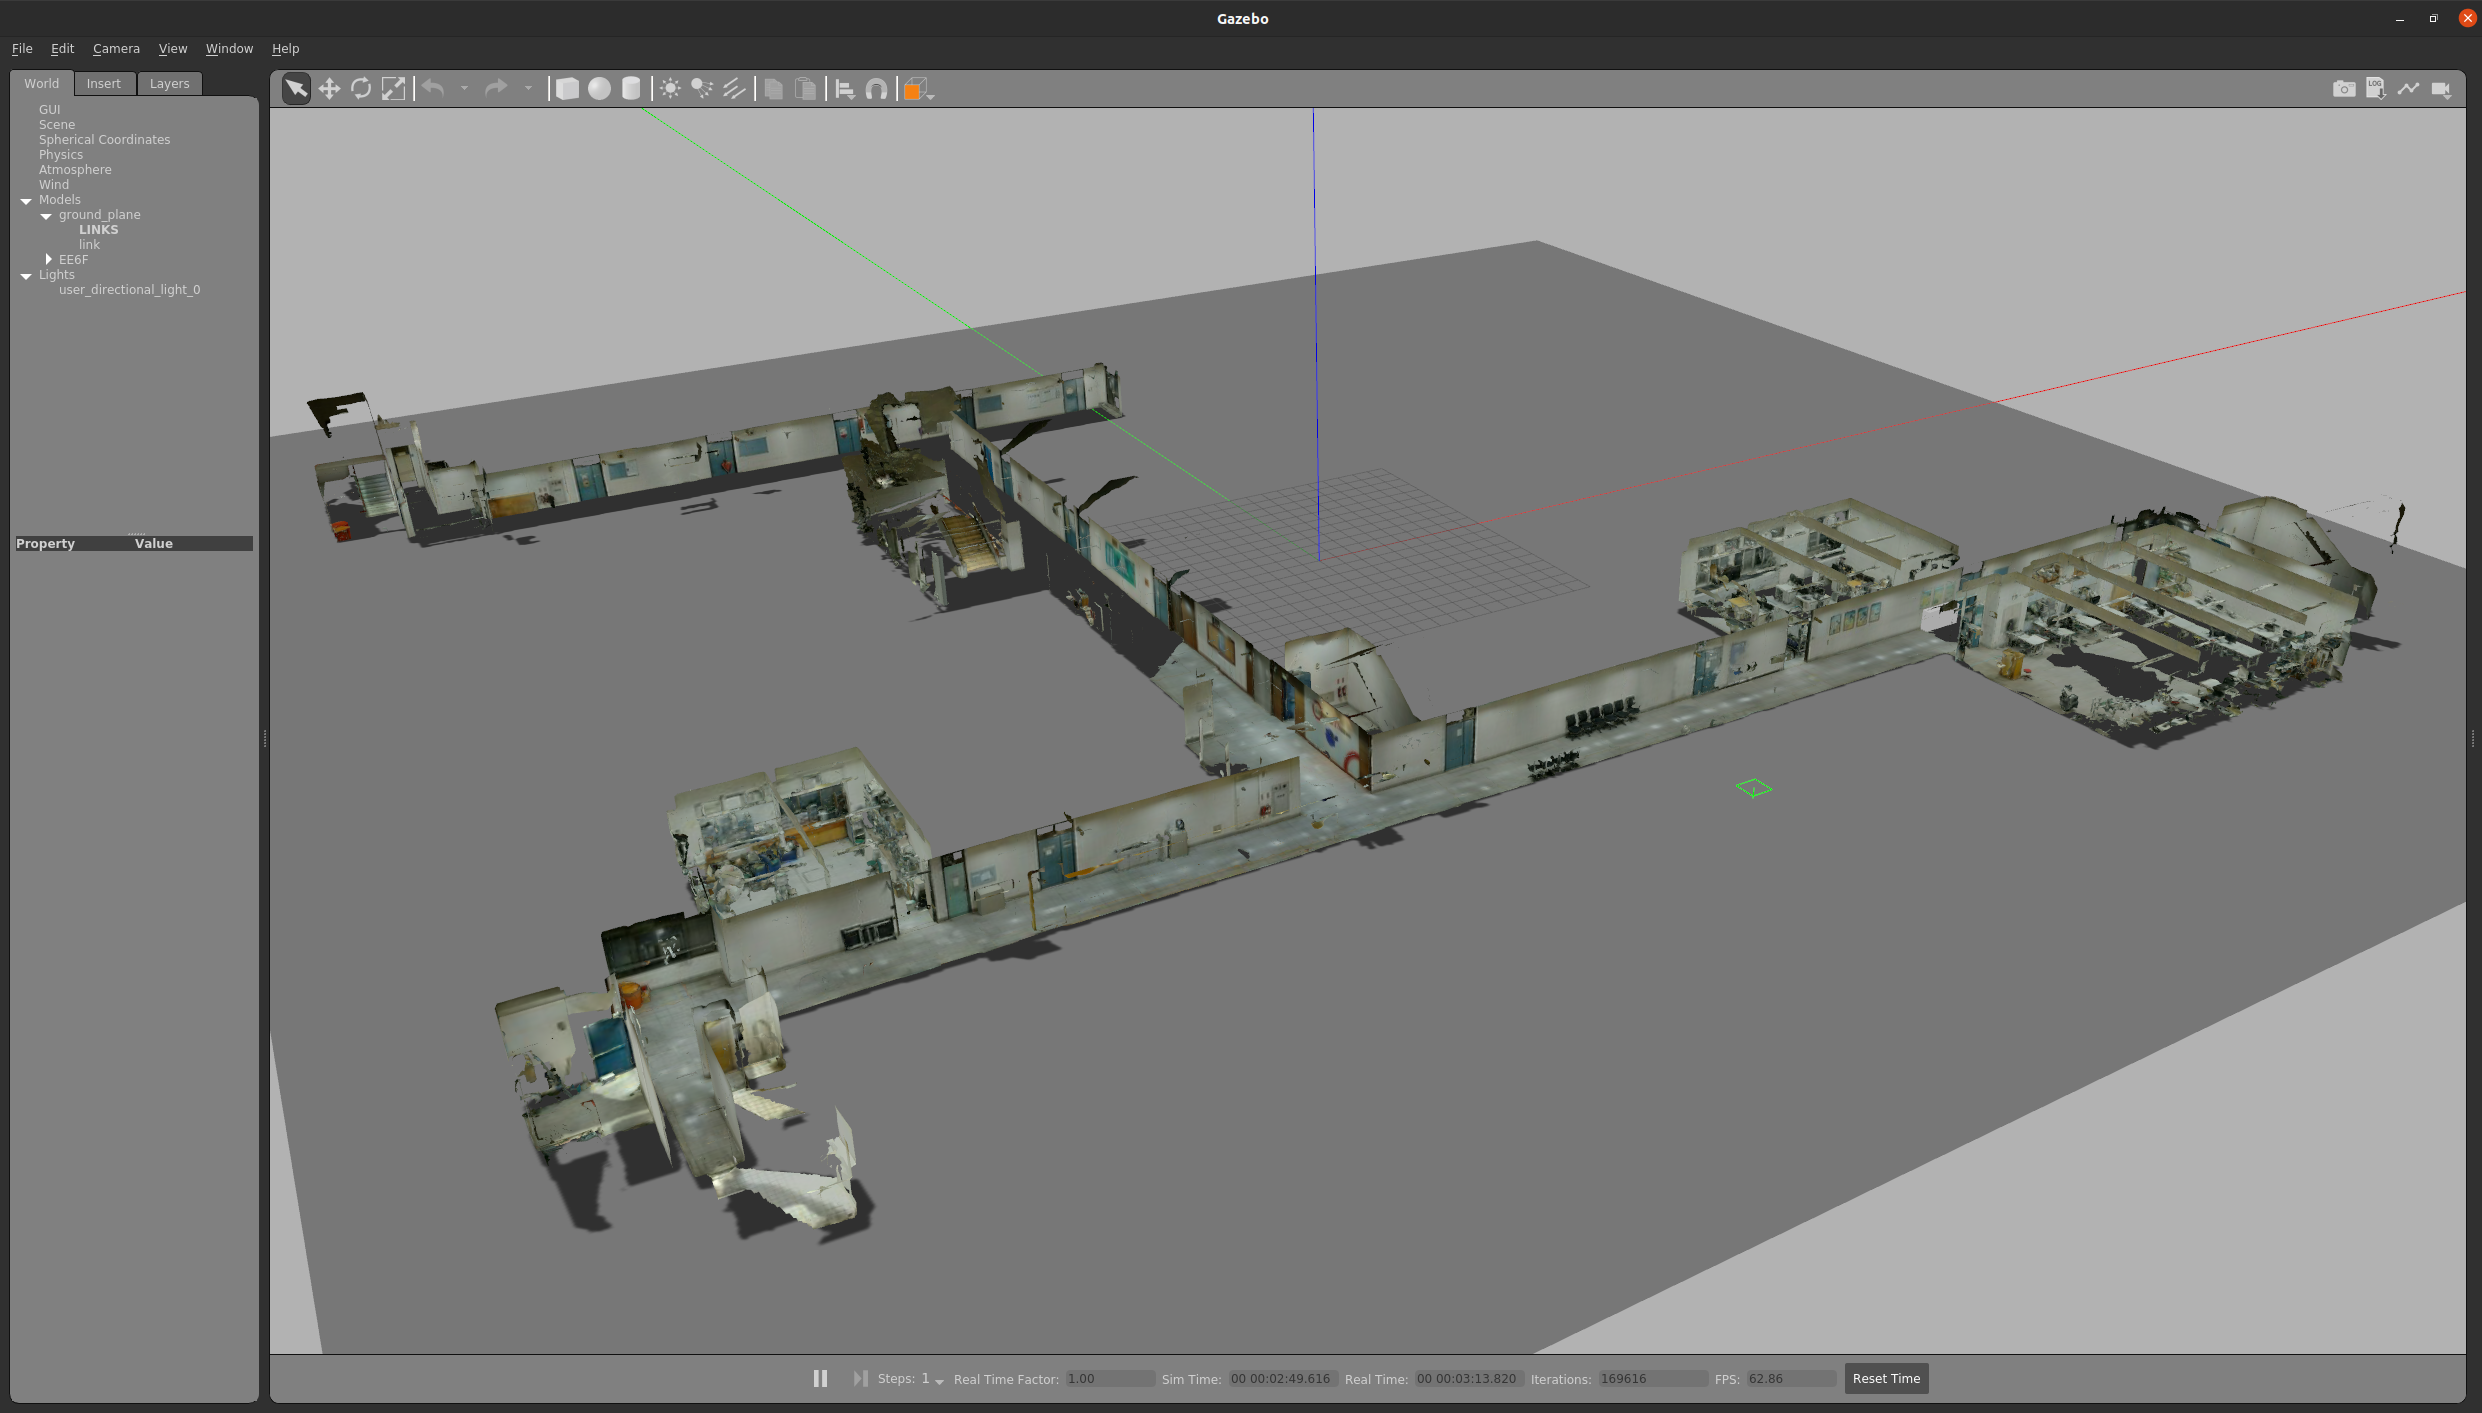 Gazebo
File Edit Camera View Window Help
World Insert Layers
LOG
GUI
Scene
Spherical Coordinates
Physics
Atmosphere
Wind
Models
ground_plane
LINKS
link
EE6F
Lights
user_directional_light_0
Property Value
Steps: 1 Real Time Factor: 1.00 Sim Time: 00 00:02:49.616 Real Time: 00 00:03:13.820 Iterations: 169616 FPS: 62.86 Reset Time